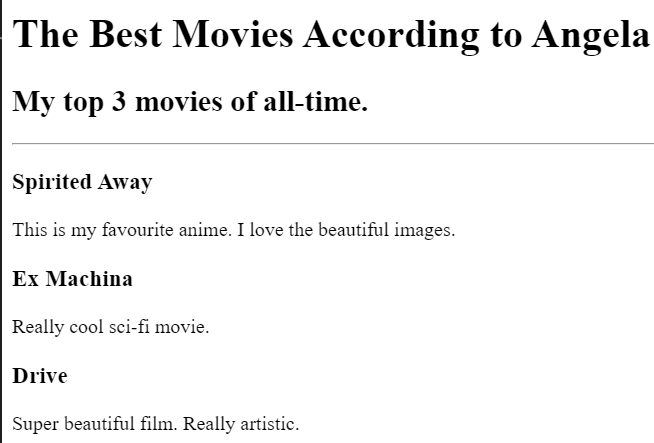 The Best Movies According to Angela
My top 3 movies of all-time.
Spirited Away
This is my favourite anime. I love the beautiful images.
Ex Machina
Really cool sci-fi movie.
Drive
Super beautiful film. Really artistic.